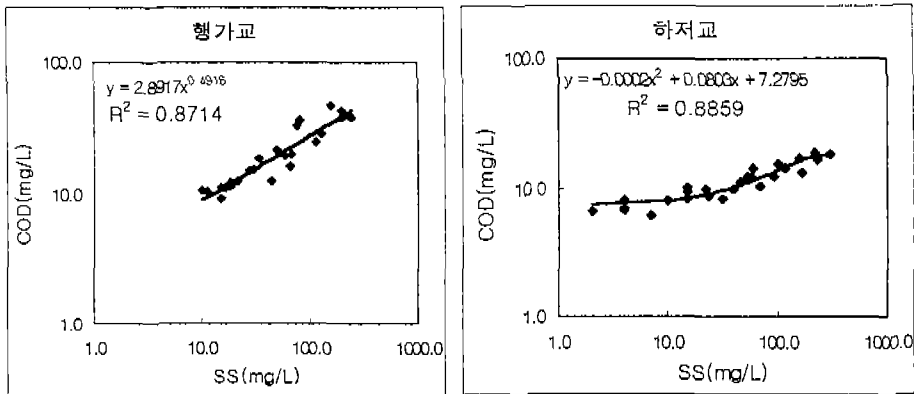 행가교
100.0
y = 2.8917x^0.4916
R² = 0.8714
10.0
1.0
COD(mg/L)
1.0 10.0 100.0 1000.0
SS(mg/L)
하저교
100.0
y = -0.0002x² + 0.0803x + 7.2795
R² = 0.8859
10.0
1.0
COD(mg/L)
1.0 10.0 100.0 1000.0
SS(mg/L)